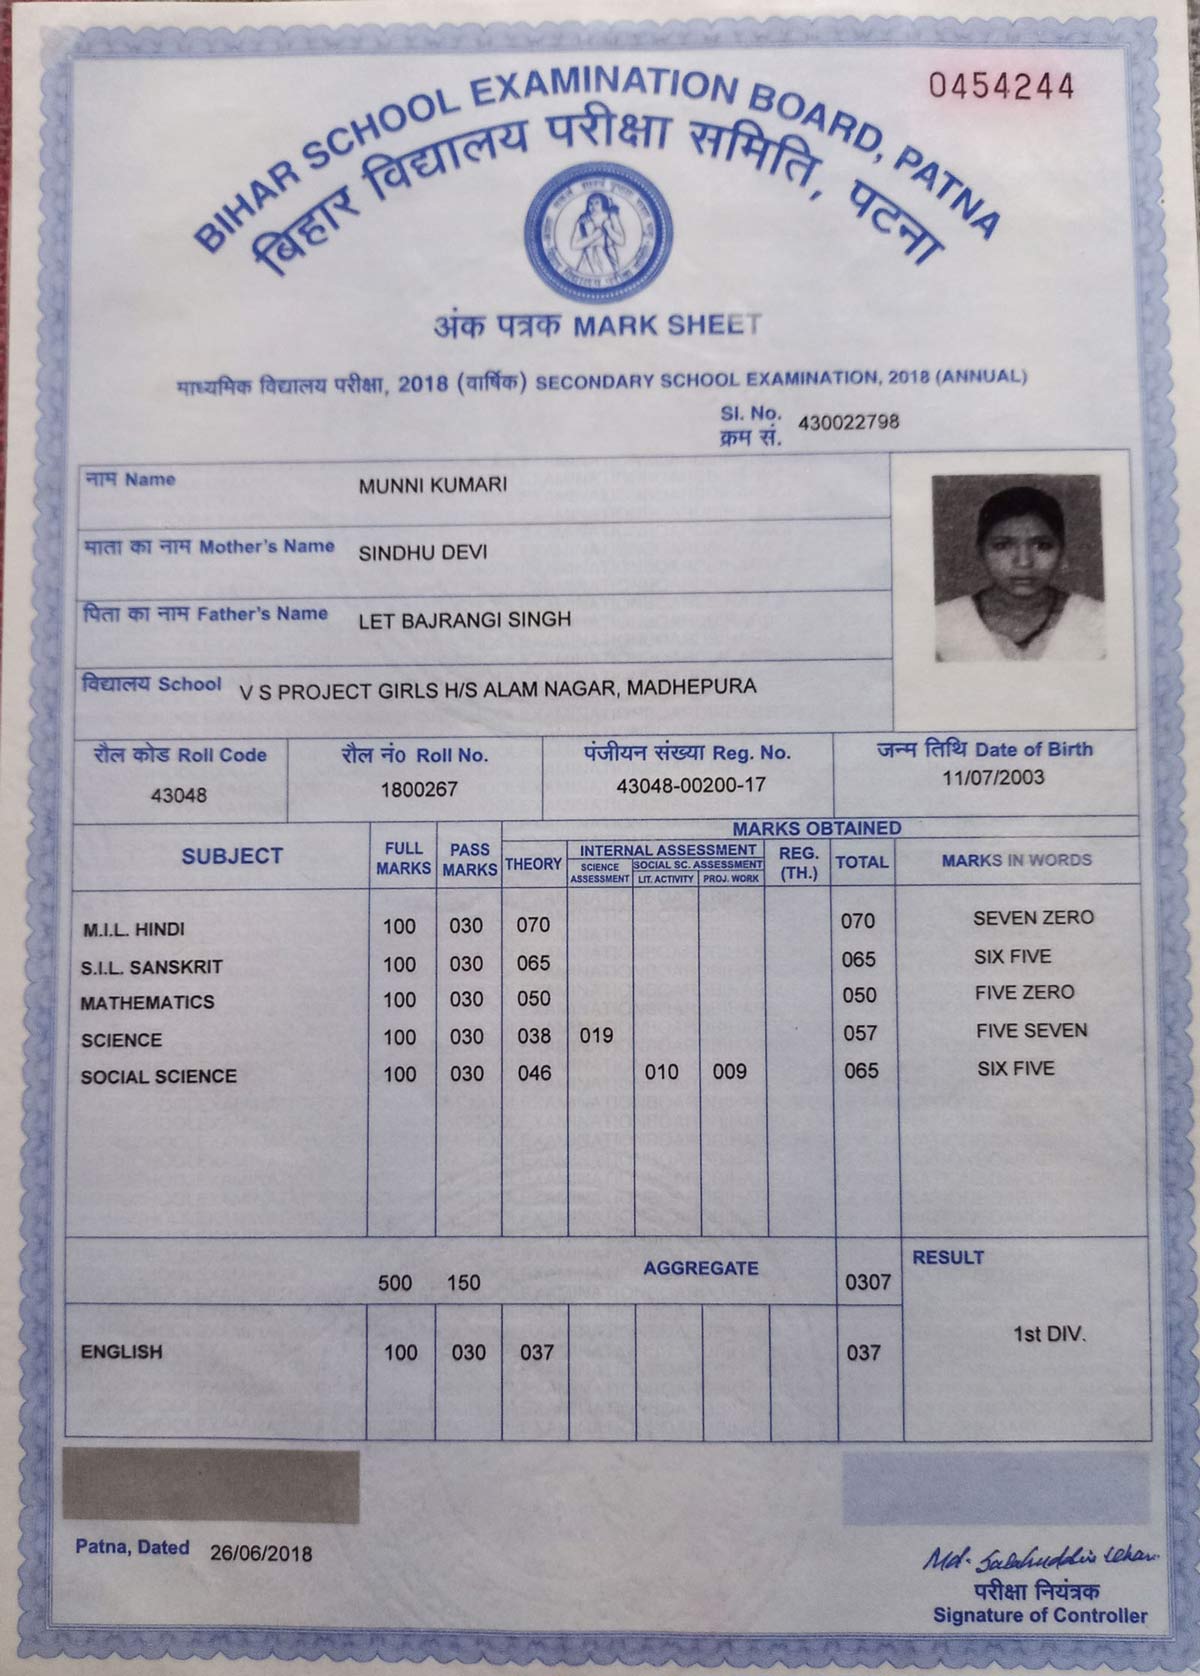 0454244
BIHAR SCHOOL EXAMINATION BOARD, PATNA
बिहार विद्यालय परीक्षा समिति, पटना
अंक पत्रक MARK SHEET
माध्यमिक विद्यालय परीक्षा, 2018 (वार्षिक) SECONDARY SCHOOL EXAMINATION, 2018 (ANNUAL)
Sl. No. 430022798
क्रम सं.
नाम Name MUNNI KUMARI
माता का नाम Mother's Name SINDHU DEVI
पिता का नाम Father's Name LET BAJRANGI SINGH
विद्यालय School V S PROJECT GIRLS H/S ALAM NAGAR, MADHEPURA
रौल कोड Roll Code रौल नं० Roll No. पंजीयन संख्या Reg. No. जन्म तिथि Date of Birth
43048 1800267 43048-00200-17 11/07/2003
MARKS OBTAINED
SUBJECT FULL MARKS PASS MARKS THEORY INTERNAL ASSESSMENT REG. (TH.) TOTAL MARKS IN WORDS
SCIENCE ASSESSMENT SOCIAL SC. ASSESSMENT
LIT. ACTIVITY PROJ. WORK
M.I.L. HINDI 100 030 070 070 SEVEN ZERO
S.I.L. SANSKRIT 100 030 065 065 SIX FIVE
MATHEMATICS 100 030 050 050 FIVE ZERO
SCIENCE 100 030 038 019 057 FIVE SEVEN
SOCIAL SCIENCE 100 030 046 010 009 065 SIX FIVE
500 150 AGGREGATE 0307 RESULT
1st DIV.
ENGLISH 100 030 037 037
Patna, Dated 26/06/2018
Md.
परीक्षा नियंत्रक
Signature of Controller